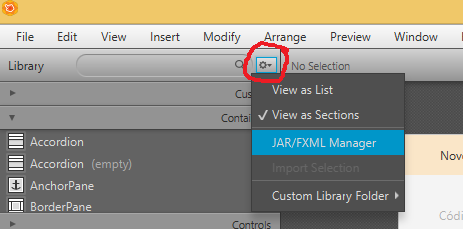 File Edit View Insert Modify Arrange Preview Window
Library
No Selection
View as List
✓ View as Sections
JAR/FXML Manager
Import Selection
Custom Library Folder
Accordion
Accordion (empty)
AnchorPane
BorderPane
Controls
Códi